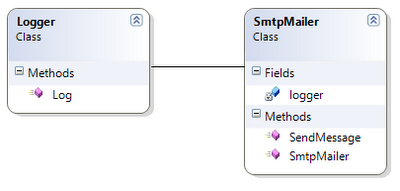 Logger
Class
Methods
Log
SmtpMailer
Class
Fields
logger
Methods
SendMessage
SmtpMailer